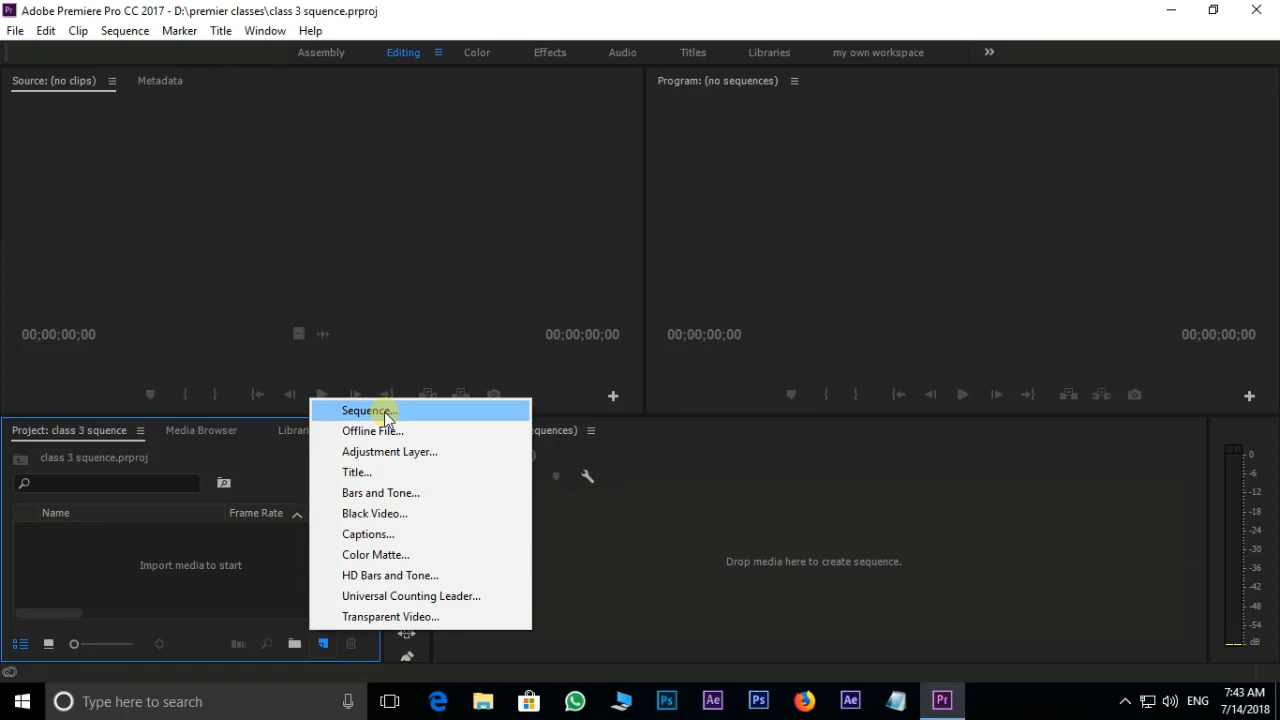 Adobe Premiere Pro CC 2017 - D:\premier classes\class 3 squence.prproj
File Edit Clip Sequence Marker Title Window Help
Assembly Editing Color Effects Audio Titles Libraries my own workspace
Source: (no clips) Metadata
Program: (no sequences)
00;00;00;00 00;00;00;00
00;00;00;00 00;00;00;00
Sequence...
Offline File...
Adjustment Layer...
Title...
Bars and Tone...
Black Video...
Captions...
Color Matte...
HD Bars and Tone...
Universal Counting Leader...
Transparent Video...
Project: class 3 squence Media Browser
class 3 squence.prproj
Name Frame Rate
Import media to start
Drop media here to create sequence.
0
-6
-12
-18
-24
-30
-36
-42
-48
-54
dB
Type here to search
ENG
7:43 AM
7/14/2018